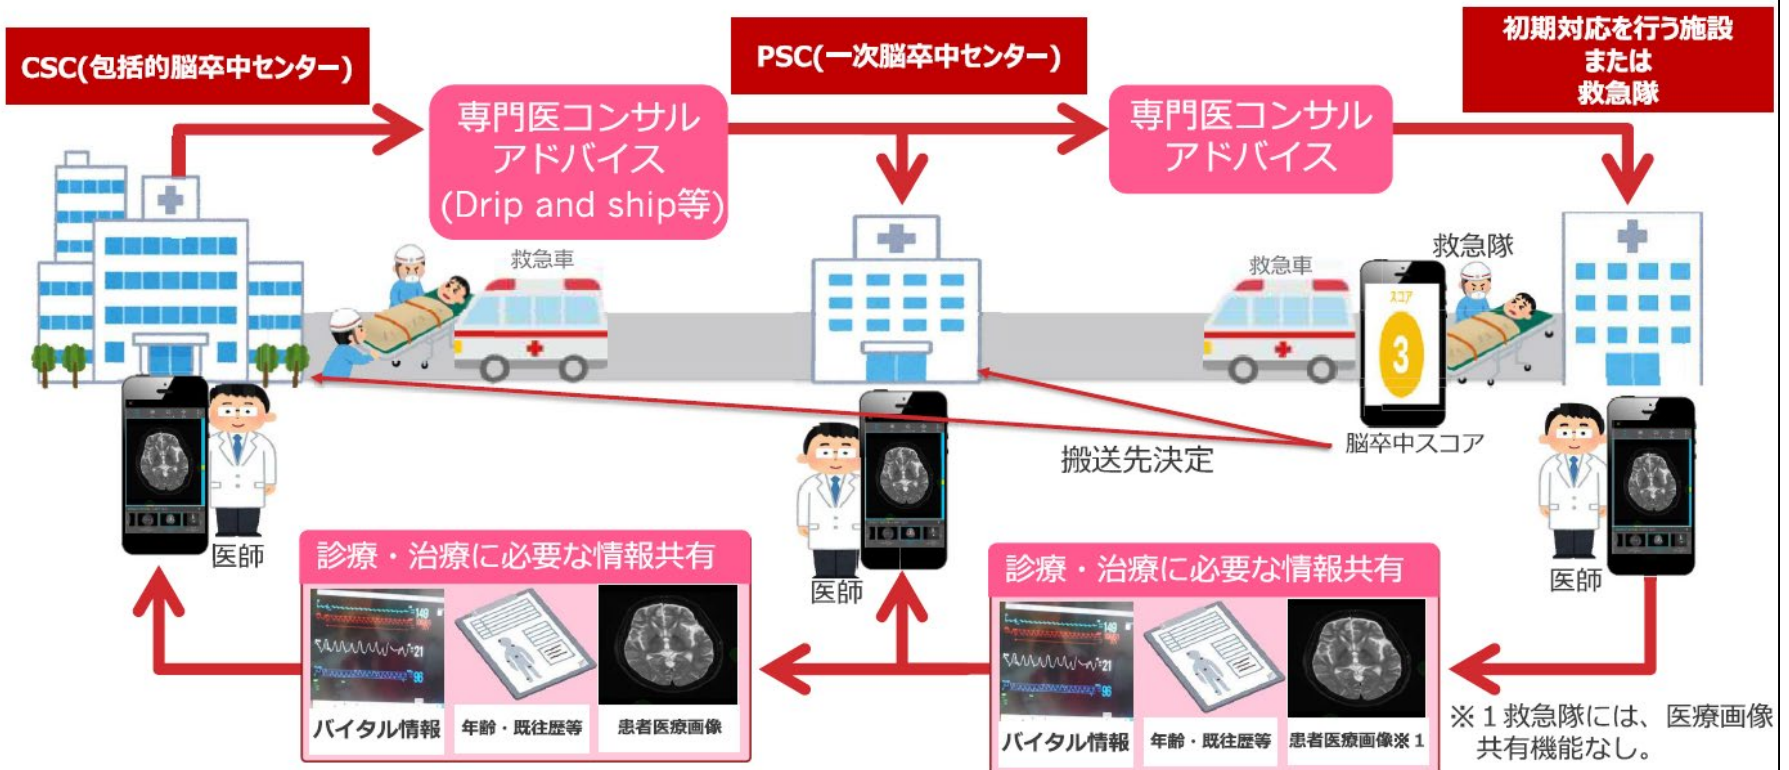 CSC(包括的脳卒中センター)
PSC(一次脳卒中センター)
初期対応を行う施設
または
救急隊
専門医コンサル
アドバイス
(Drip and ship等)
専門医コンサル
アドバイス
救急車
救急車
救急隊
スコア
3
脳卒中スコア
搬送先決定
医師
医師
医師
診療・治療に必要な情報共有
149
21
96
バイタル情報
年齢・既往歴等
患者医療画像
診療・治療に必要な情報共有
149
21
96
バイタル情報
年齢・既往歴等
患者医療画像※1
※1救急隊には、医療画像
共有機能なし。